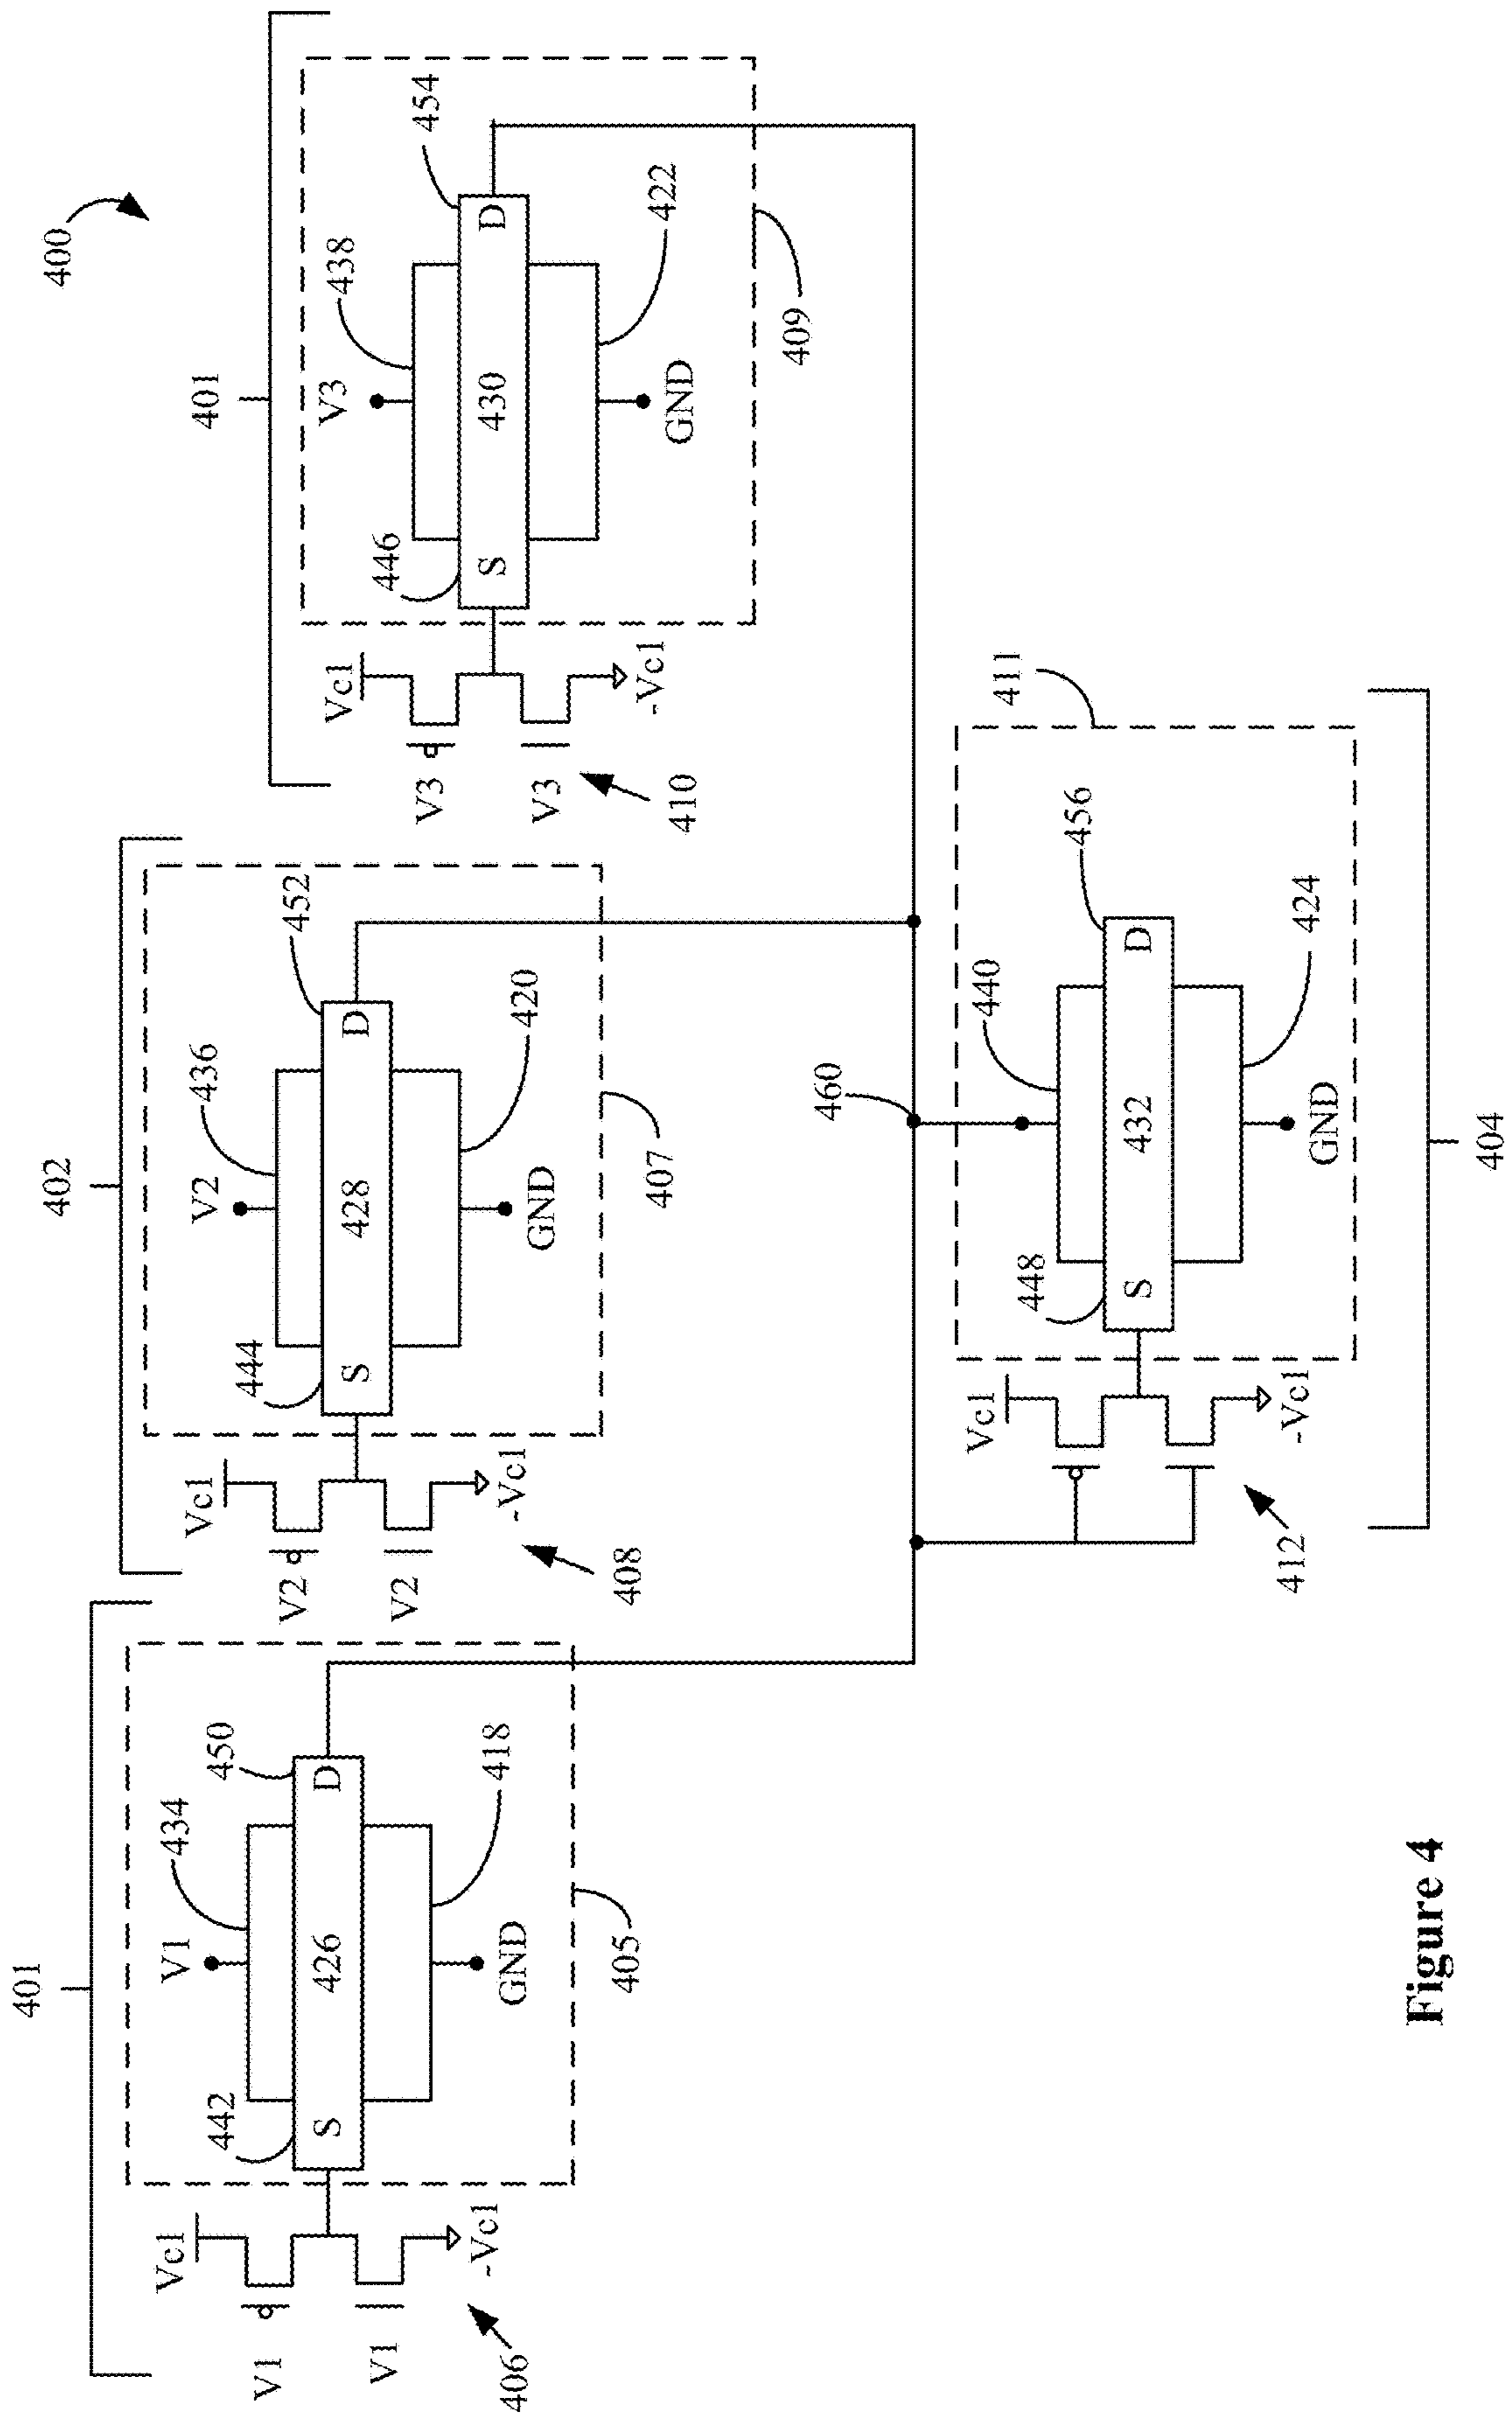 400
401
V1
434
450
442
S
426
D
418
GND
405
Vc1
V1
V1
-Vc1
406
402
V2
436
452
444
S
428
D
420
GND
407
Vc1
V2
V2
-Vc1
408
401
V3
438
454
446
S
430
D
422
GND
409
Vc1
V3
V3
-Vc1
410
460
411
440
456
448
S
432
D
424
GND
Vc1
-Vc1
412
404
Figure 4